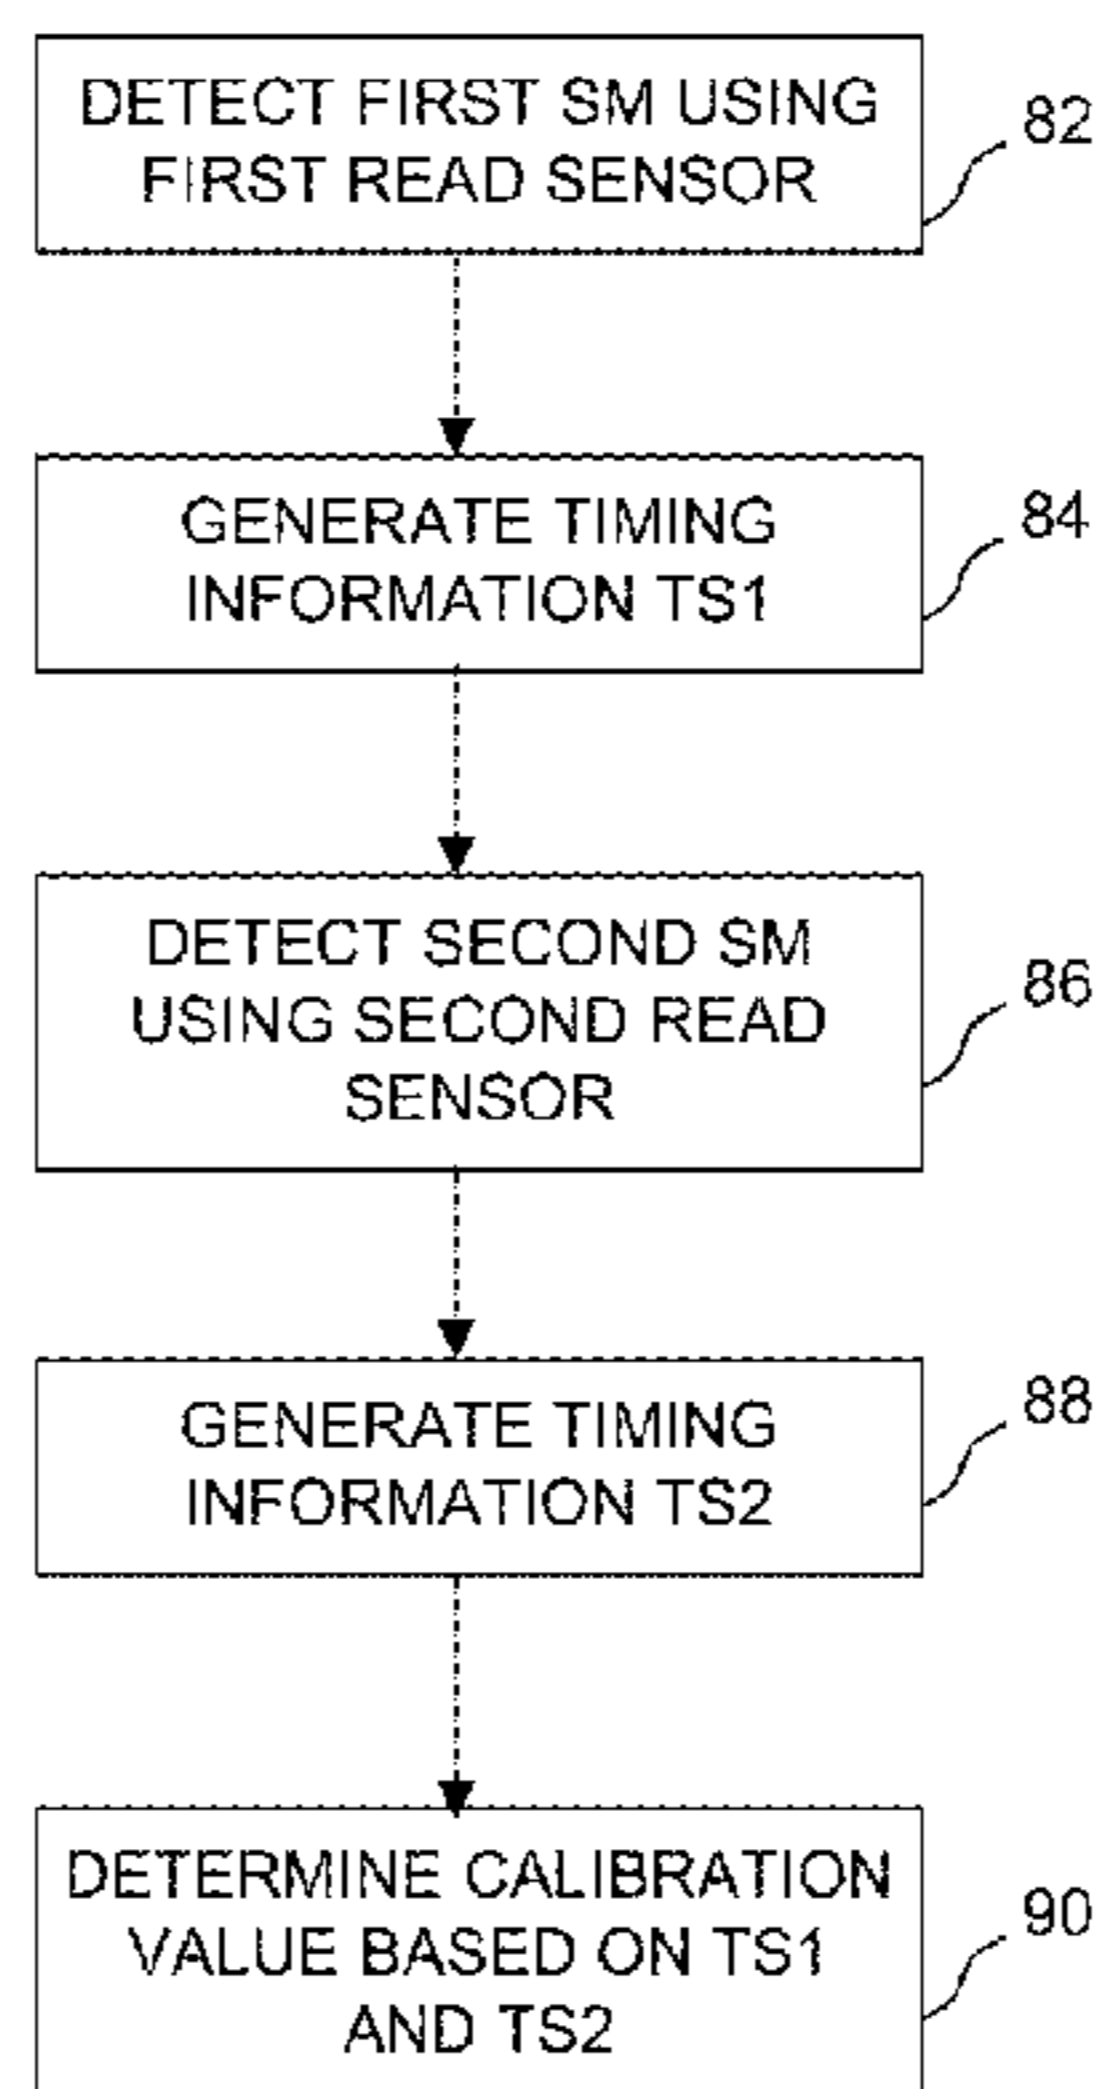 DETECT FIRST SM USING
FIRST READ SENSOR
82
GENERATE TIMING
INFORMATION TS1
84
DETECT SECOND SM
USING SECOND READ
SENSOR
86
GENERATE TIMING
INFORMATION TS2
88
DETERMINE CALIBRATION
VALUE BASED ON TS1
AND TS2
90